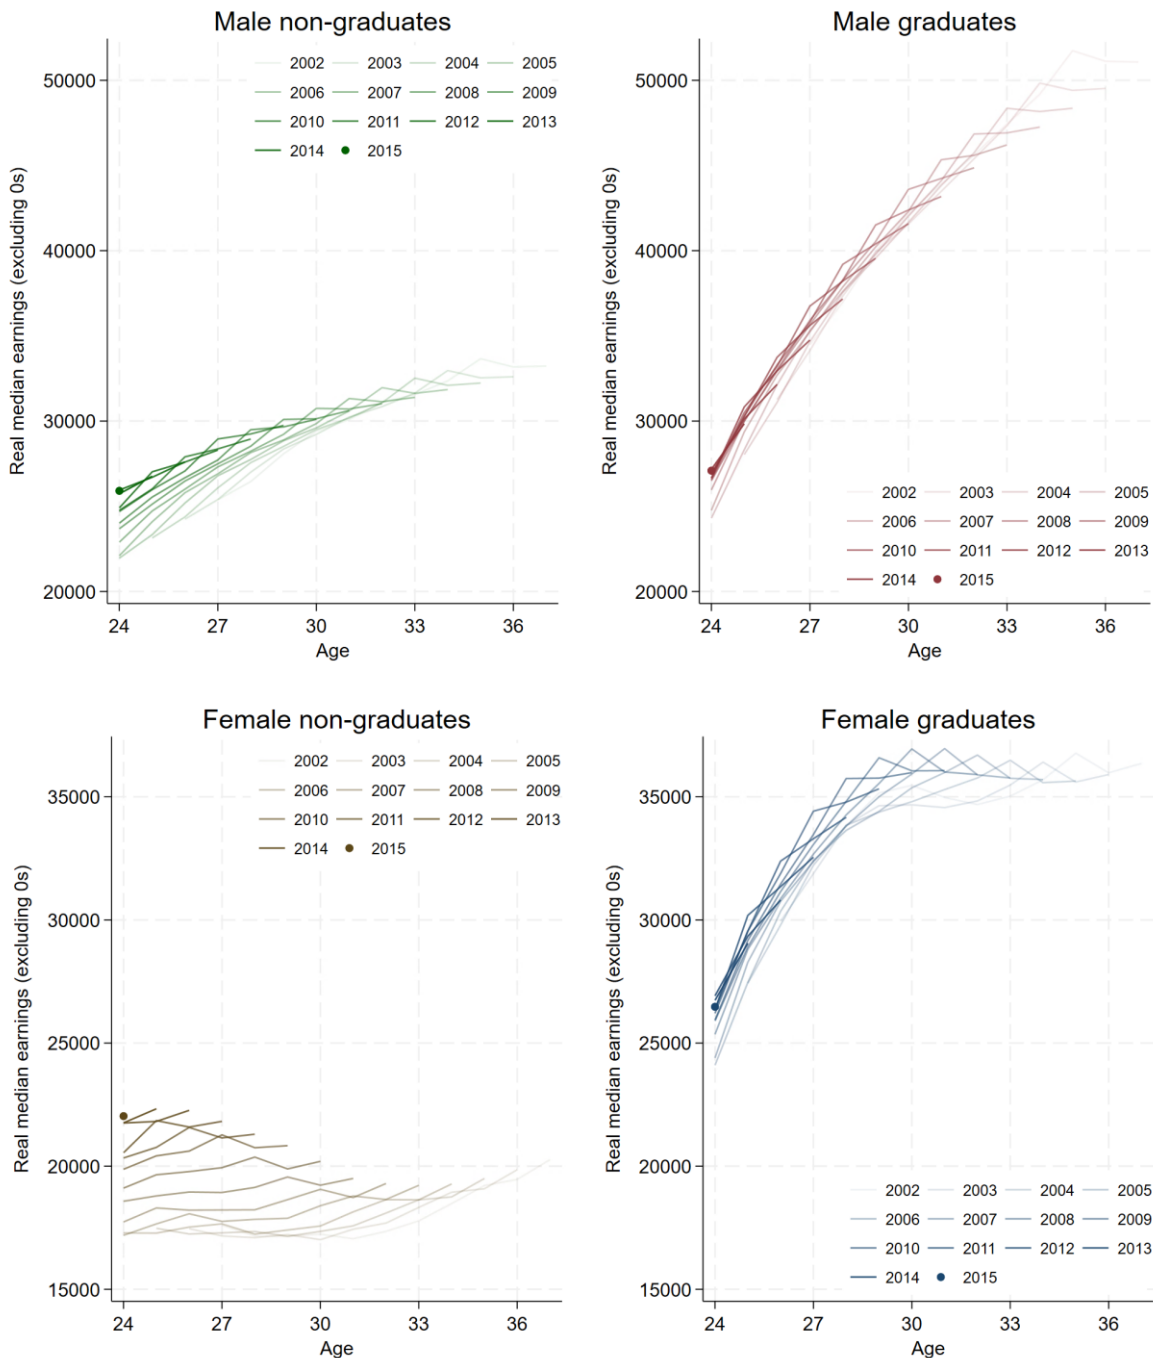 Male non-graduates
Real median earnings (excluding 0s)
50000
40000
30000
20000
2002 2003 2004 2005
2006 2007 2008 2009
2010 2011 2012 2013
2014 2015
24 27 30 33 36
Age
Male graduates
Real median earnings (excluding 0s)
50000
40000
30000
20000
2002 2003 2004 2005
2006 2007 2008 2009
2010 2011 2012 2013
2014 2015
24 27 30 33 36
Age
Female non-graduates
Real median earnings (excluding 0s)
35000
30000
25000
20000
15000
2002 2003 2004 2005
2006 2007 2008 2009
2010 2011 2012 2013
2014 2015
24 27 30 33 36
Age
Female graduates
Real median earnings (excluding 0s)
35000
30000
25000
20000
15000
2002 2003 2004 2005
2006 2007 2008 2009
2010 2011 2012 2013
2014 2015
24 27 30 33 36
Age